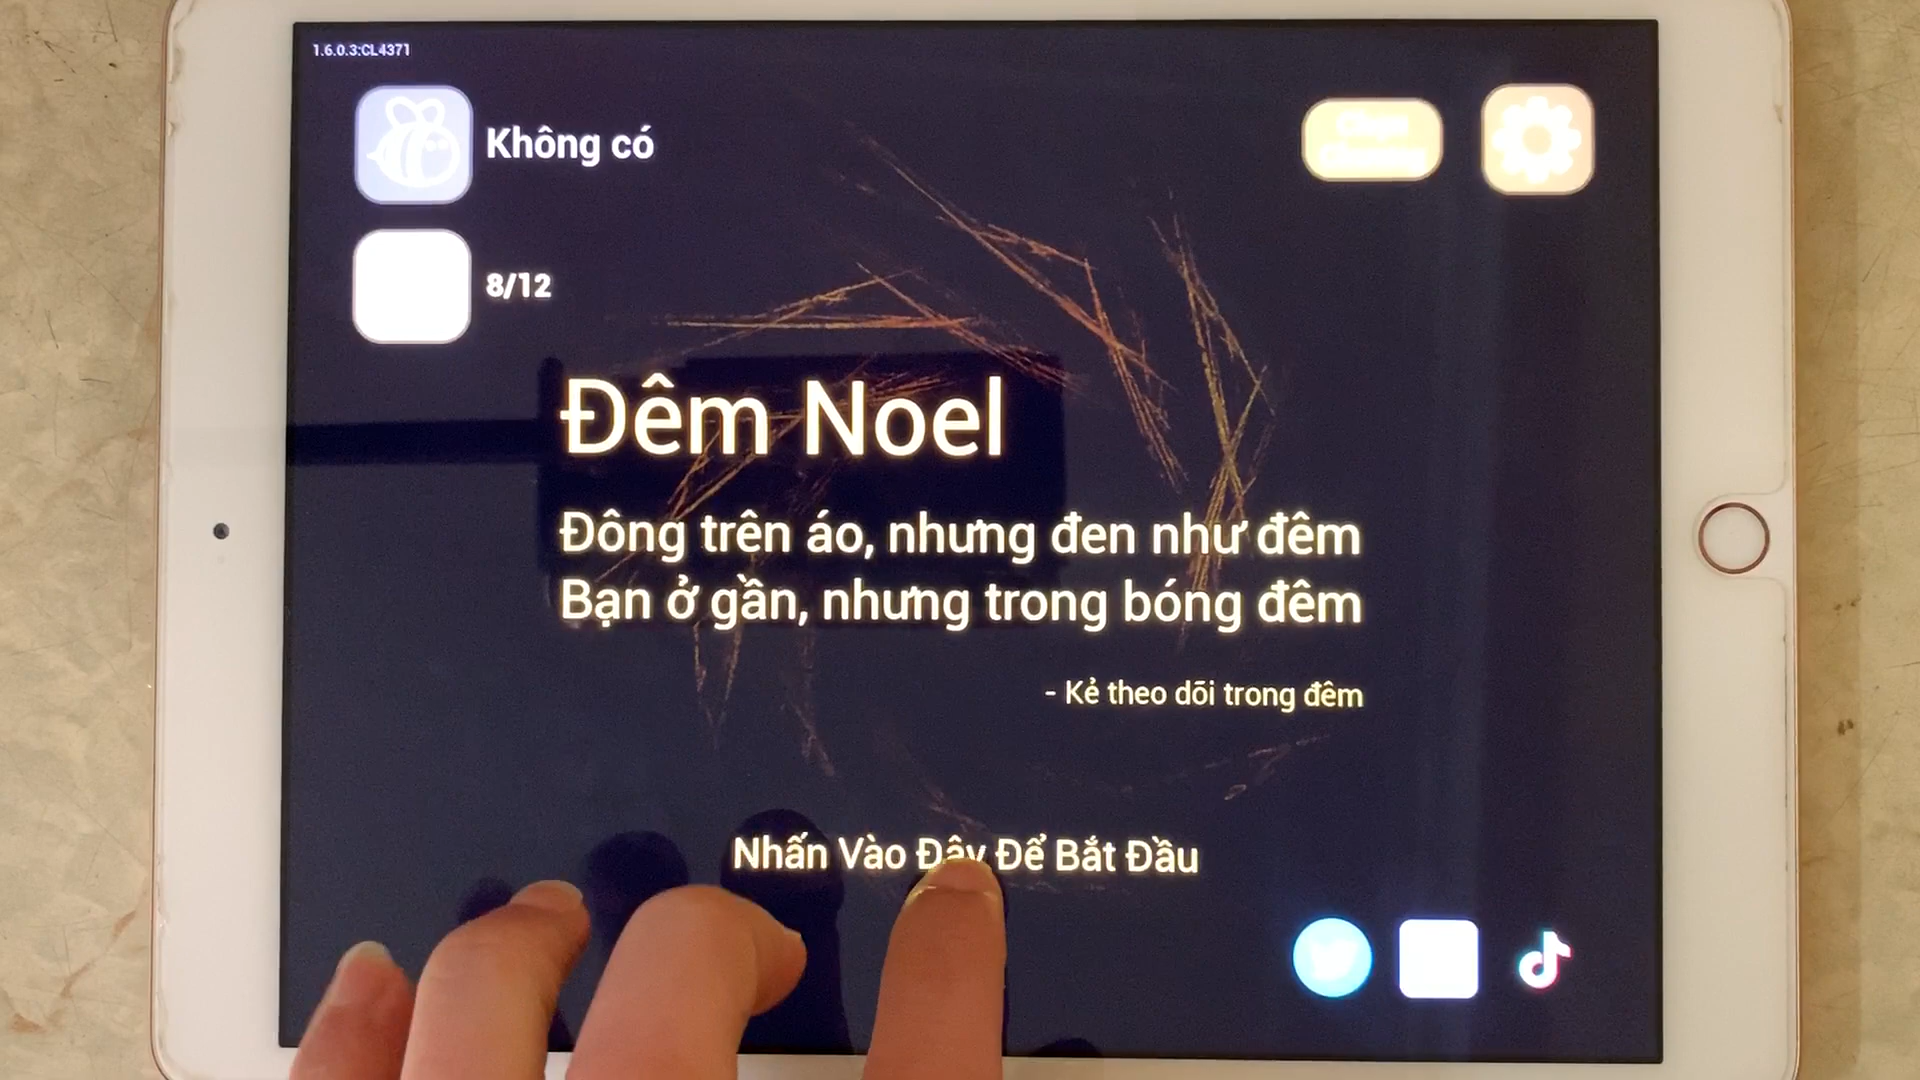 1.6.0.3:CL4371
Không có
8/12
Đêm Noel
Đông trên áo, nhưng đen như đêm
Bạn ở gần, nhưng trong bóng đêm
- Kẻ theo dõi trong đêm
Nhấn Vào Đây Để Bắt Đầu